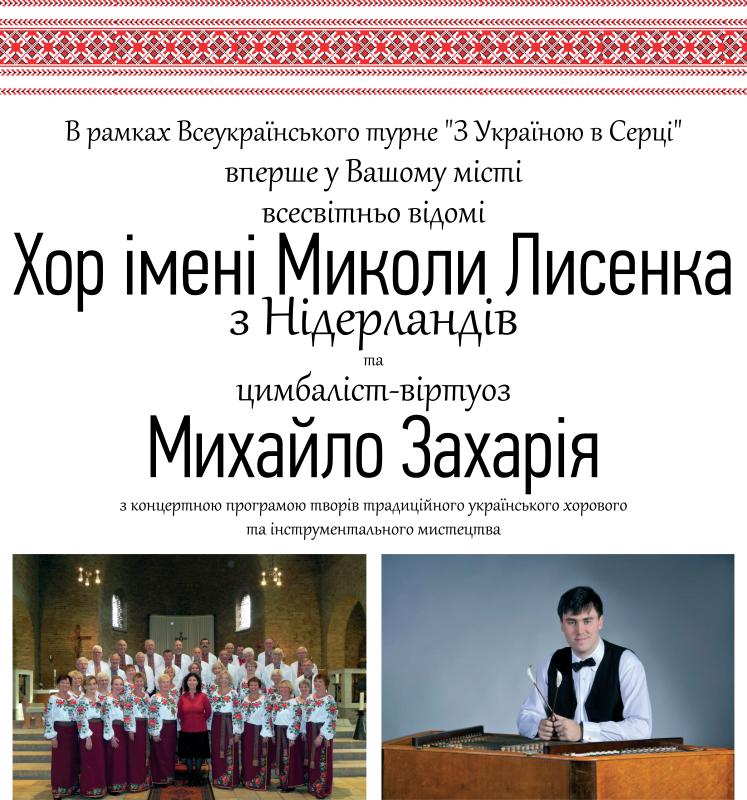 В рамках Всеукраїнського турне "З Україною в Серці"
вперше у Вашому місті
всесвітньо відомі
Хор імені Миколи Лисенка
з Нідерландів
та
цимбаліст-віртуоз
Михайло Захарія
з концертною програмою творів традиційного українського хорового
та інструментального мистецтва